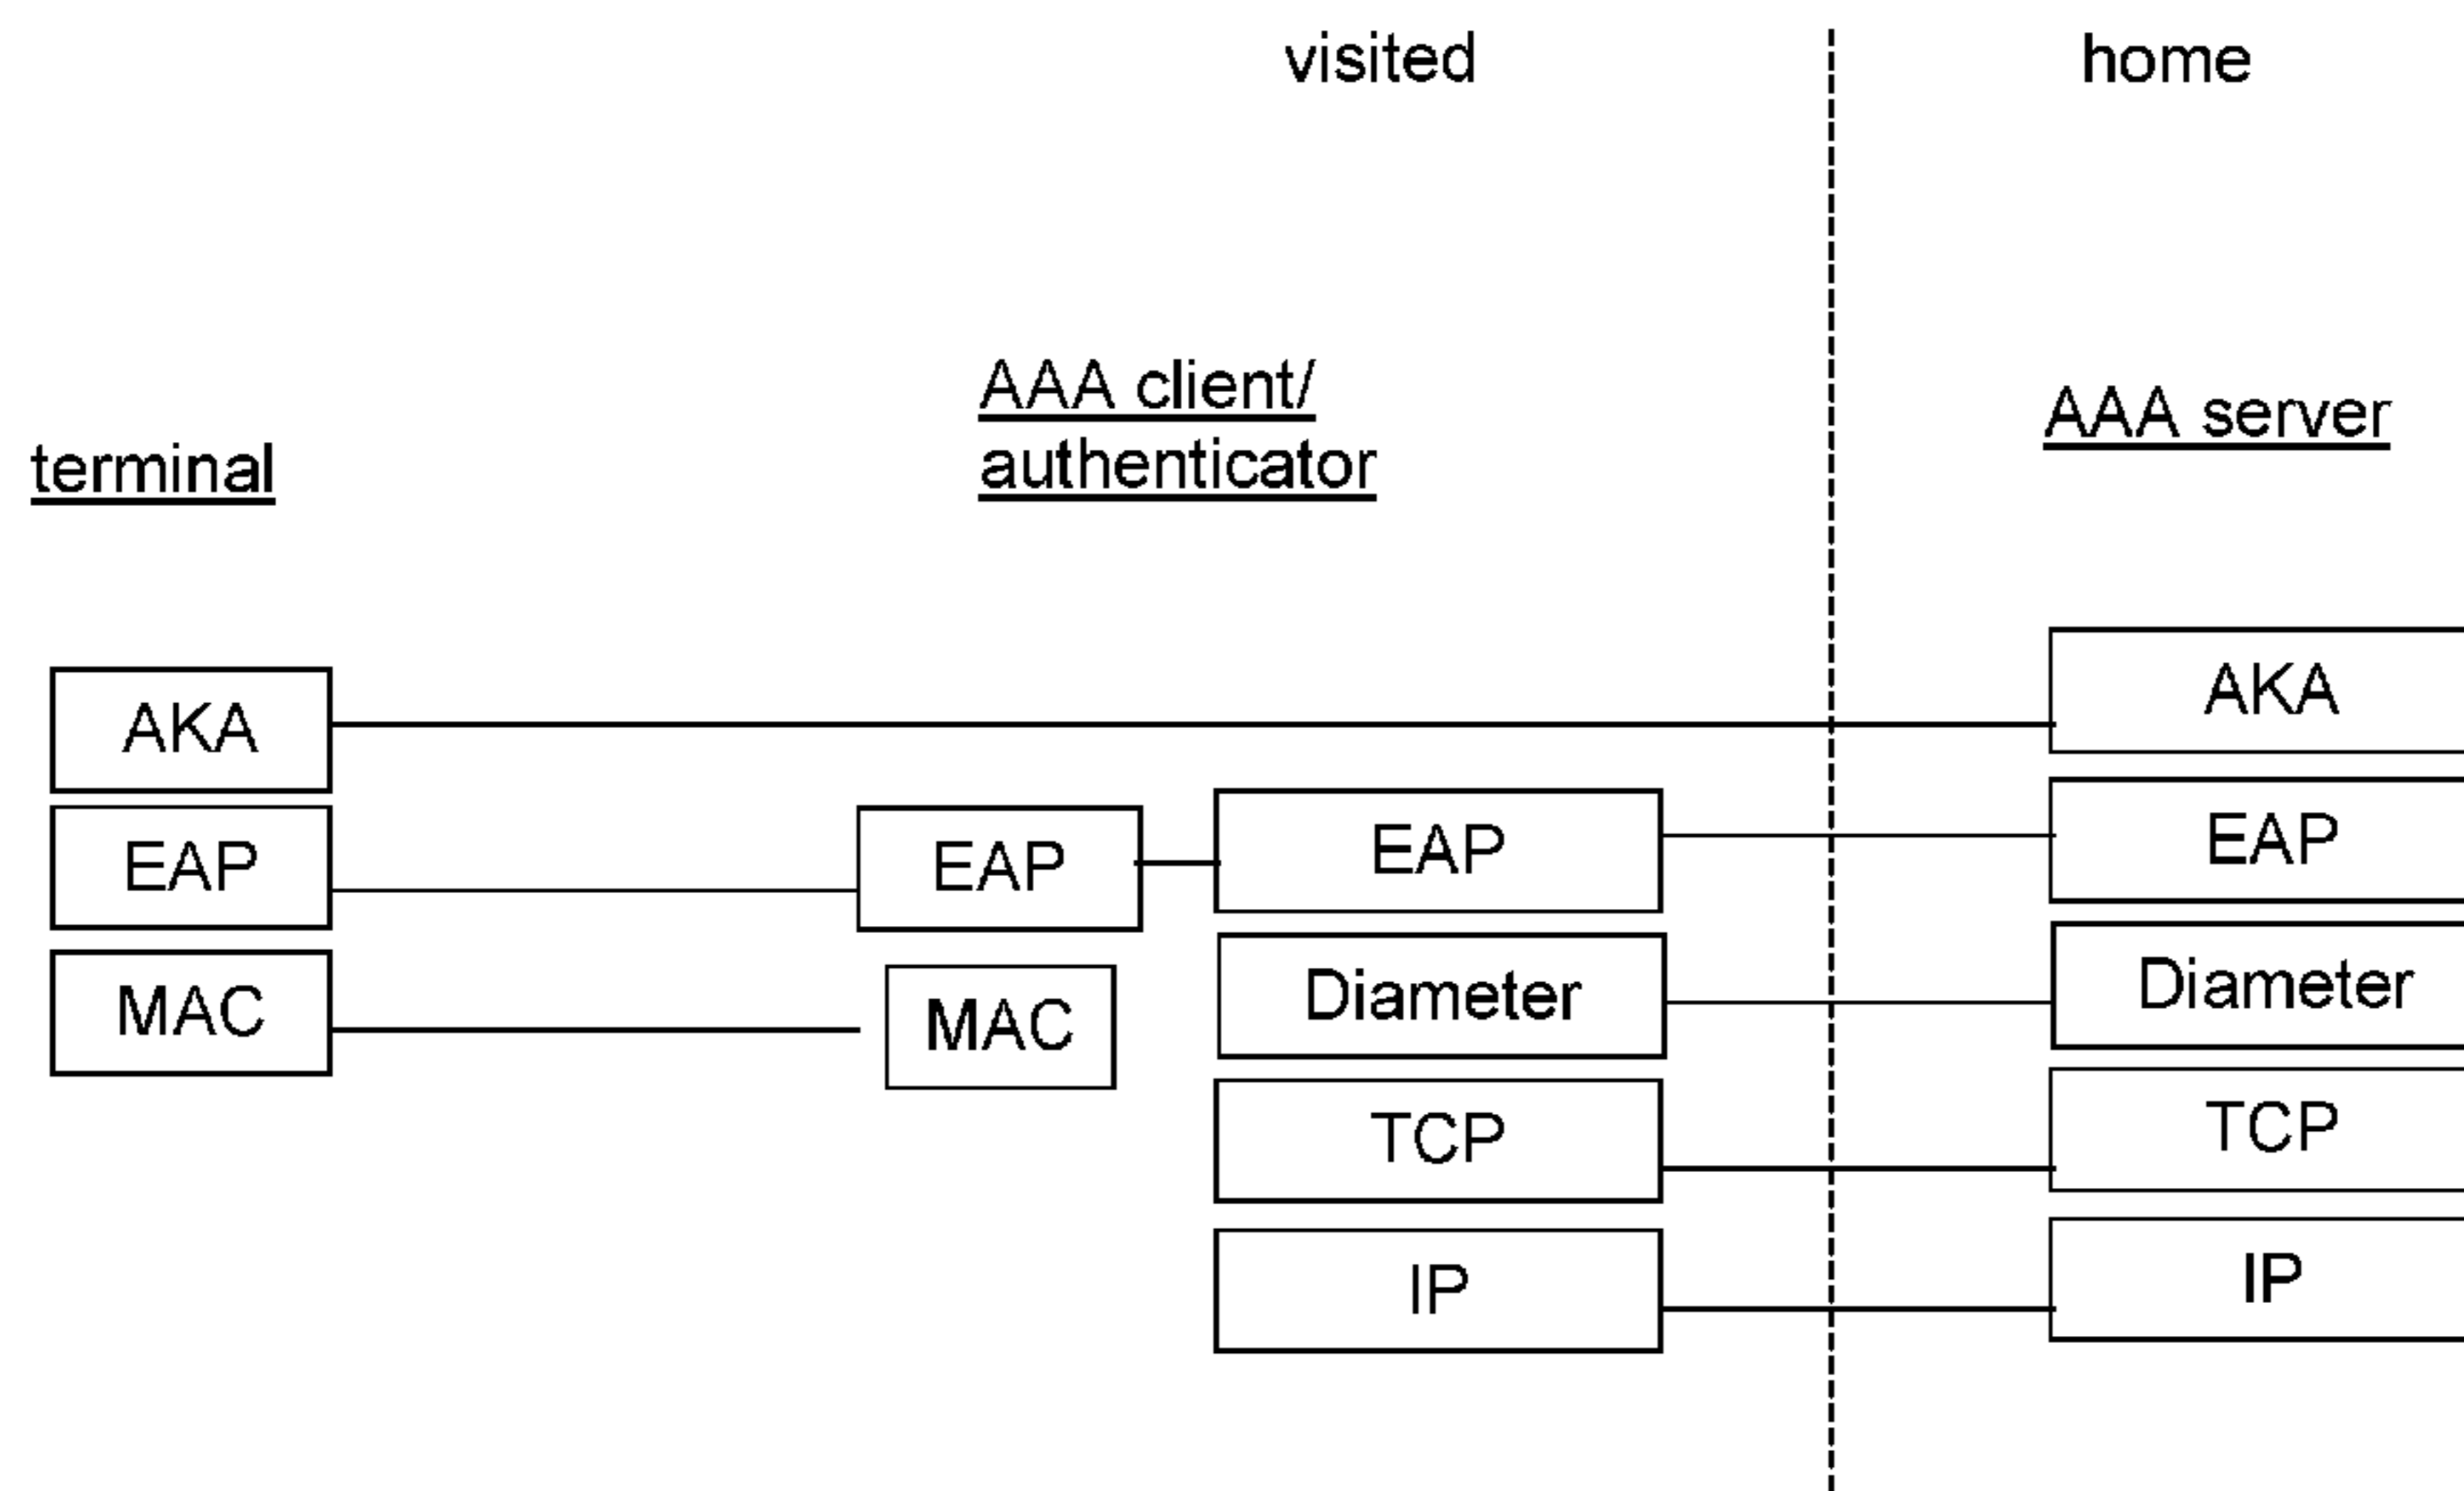 visited
home
AAA client/
authenticator
AAA server
terminal
AKA
AKA
EAP
EAP
EAP
EAP
MAC
MAC
Diameter
Diameter
TCP
TCP
IP
IP